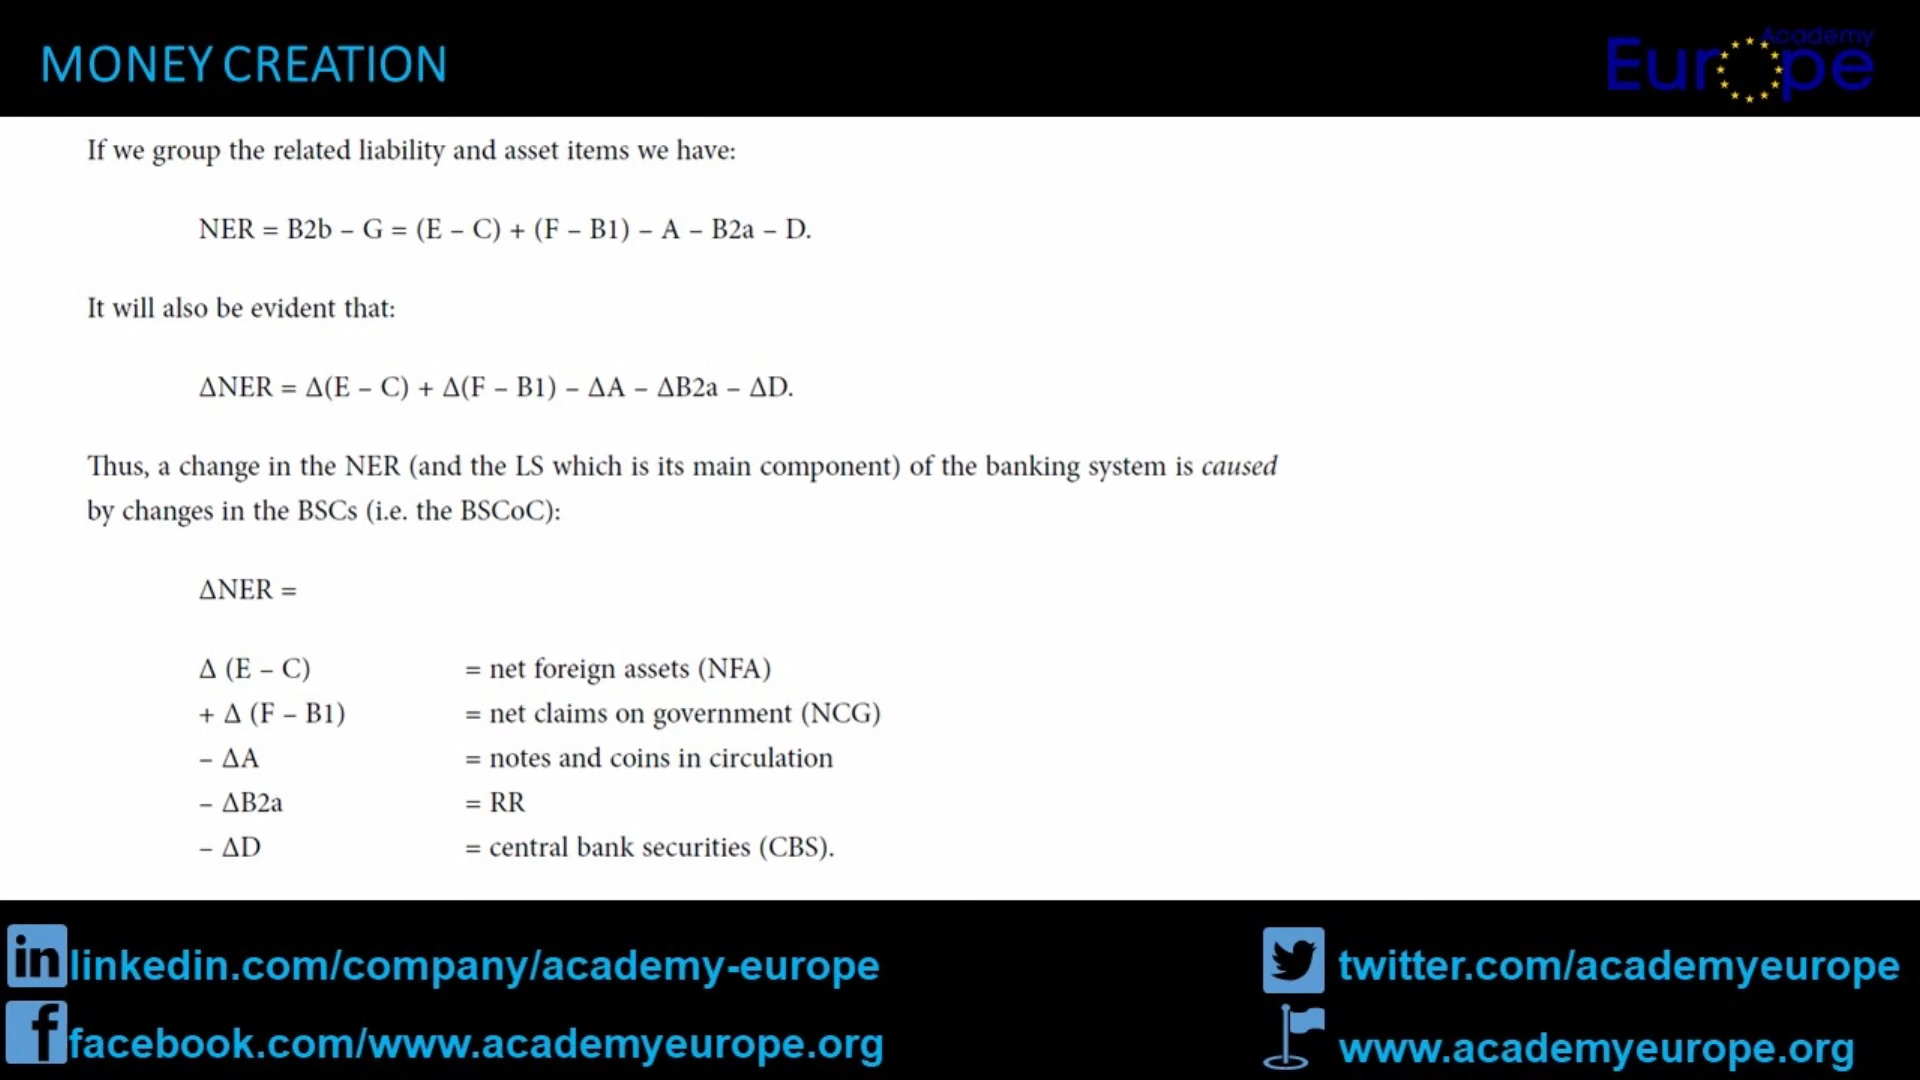 MONEY CREATION
Academy
Europe
If we group the related liability and asset items we have:
NER = B2b – G = (E – C) + (F – B1) – A – B2a – D.
It will also be evident that:
ΔNER = Δ(E – C) + Δ(F – B1) – ΔA – ΔB2a – ΔD.
Thus, a change in the NER (and the LS which is its main component) of the banking system is caused
by changes in the BSCs (i.e. the BSCoC):
ΔNER =
Δ (E – C) = net foreign assets (NFA)
+ Δ (F – B1) = net claims on government (NCG)
– ΔA = notes and coins in circulation
– ΔB2a = RR
– ΔD = central bank securities (CBS).
in linkedin.com/company/academy-europe
twitter.com/academyeurope
f facebook.com/www.academyeurope.org
www.academyeurope.org